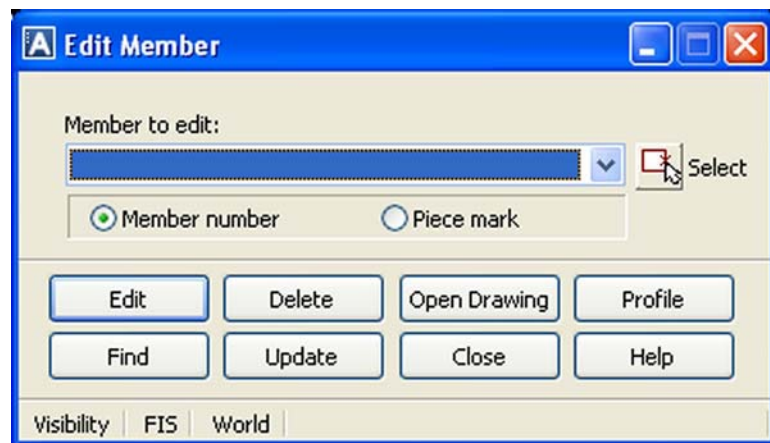 A Edit Member
Member to edit:
Select
Member number Piece mark
Edit Delete Open Drawing Profile
Find Update Close Help
Visibility FIS World